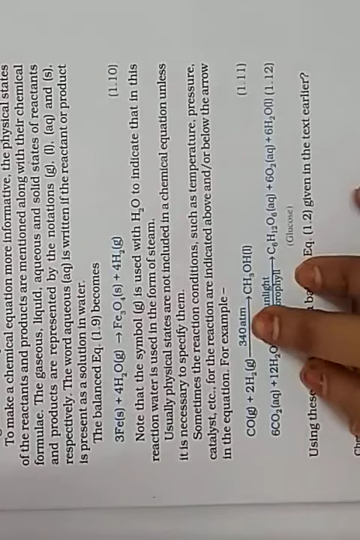 To make a chemical equation more informative, the physical states
of the reactants and products are mentioned along with their chemical
formulae. The gaseous, liquid, aqueous and solid states of reactants
and products are represented by the notations (g), (l), (aq) and (s),
respectively. The word aqueous (aq) is written if the reactant or product
is present as a solution in water.
The balanced Eq. (1.9) becomes
3Fe(s) + 4H₂O(g) → Fe₃O₄(s) + 4H₂(g) (1.10)
Note that the symbol (g) is used with H₂O to indicate that in this
reaction water is used in the form of steam.
Usually physical states are not included in a chemical equation unless
it is necessary to specify them.
Sometimes the reaction conditions, such as temperature, pressure,
catalyst, etc., for the reaction are indicated above and/or below the arrow
in the equation. For example –
CO(g) + 2H₂(g) 340 atm → CH₃OH(l) (1.11)
6CO₂(aq) + 12H₂O → C₆H₁₂O₆(aq) + 6O₂(aq) + 6H₂O(l) (1.12)
(Glucose)
Using these Eq. (1.2) given in the text earlier?